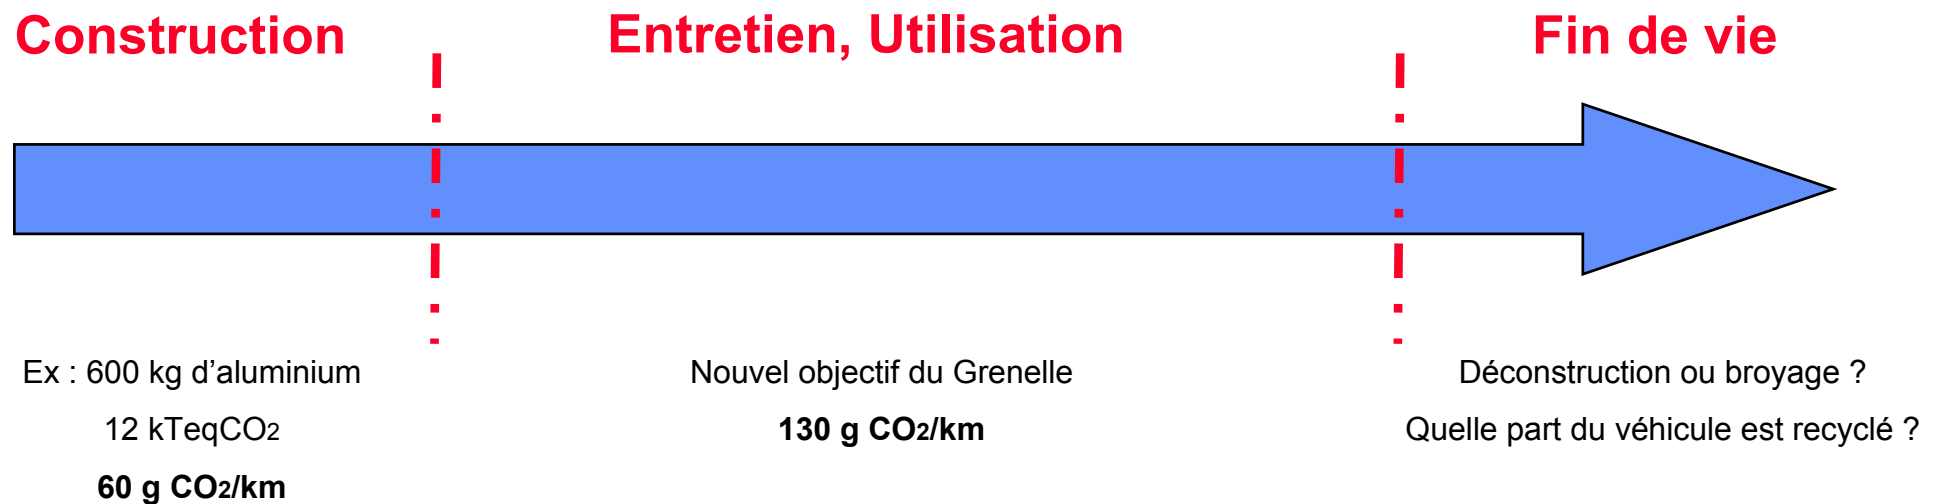 Construction
Entretien, Utilisation
Fin de vie
Ex : 600 kg d’aluminium
12 kTeqCO2
60 g CO2/km
Nouvel objectif du Grenelle
130 g CO2/km
Déconstruction ou broyage ?
Quelle part du véhicule est recyclé ?